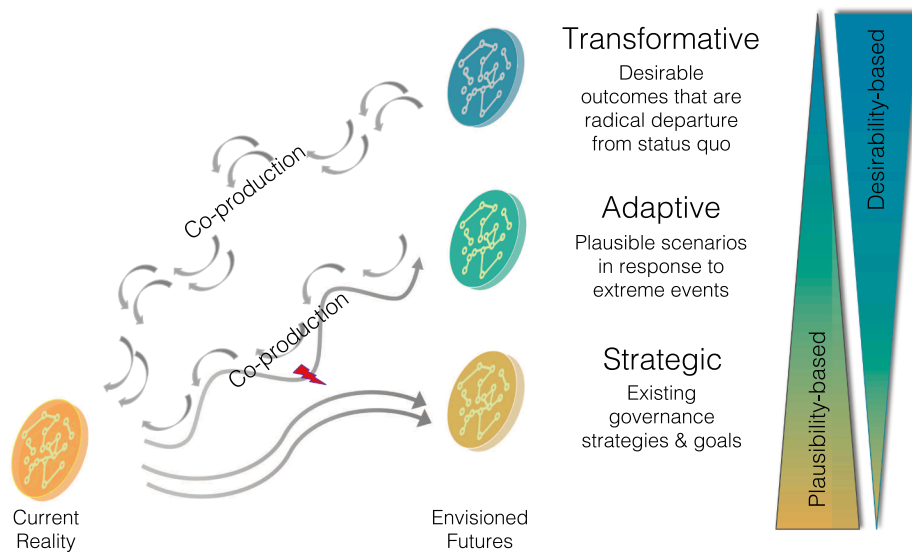 Transformative
Desirable
outcomes that are
radical departure
from status quo
Co-production
Adaptive
Plausible scenarios
in response to
extreme events
Co-production
Strategic
Existing
governance
strategies & goals
Current
Reality
Envisioned
Futures
Plausibility-based
Desirability-based